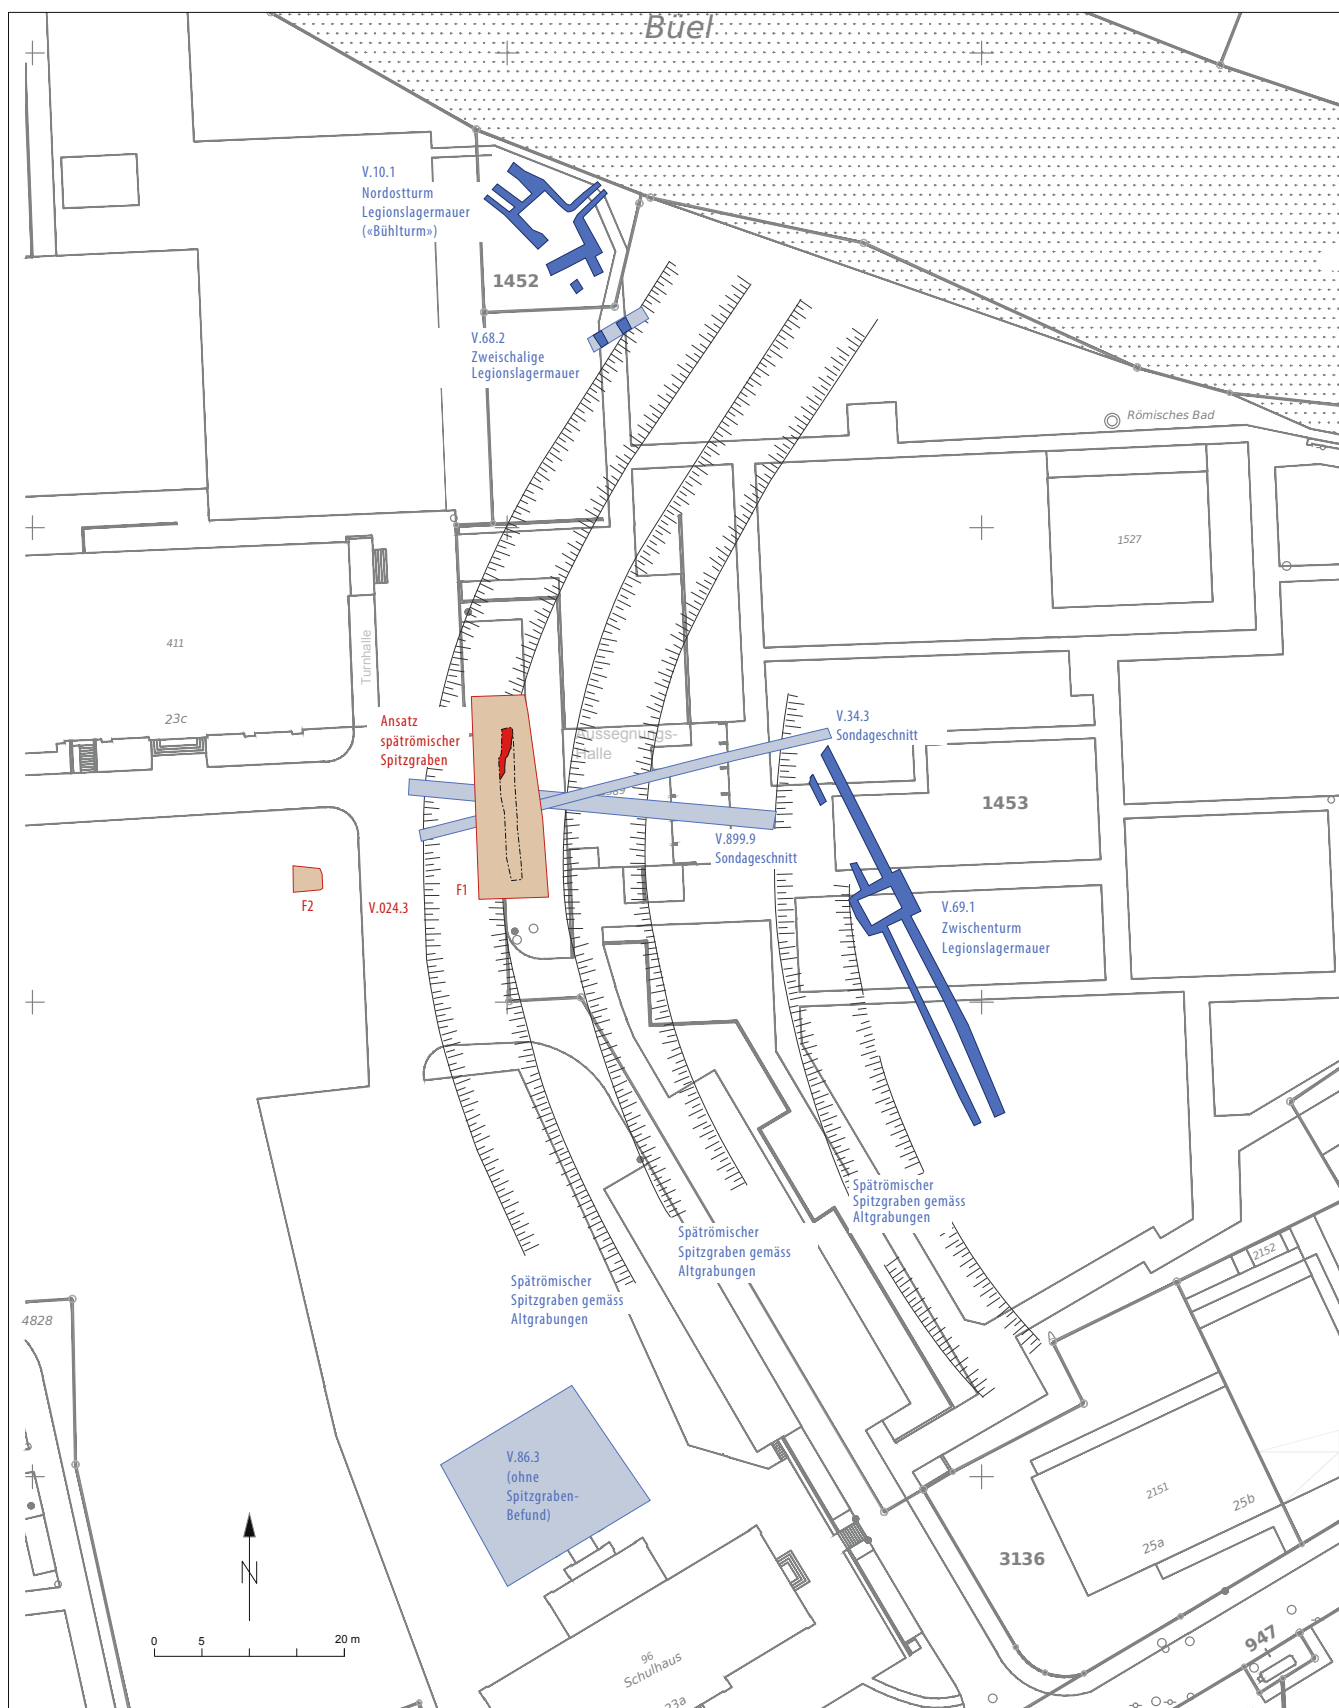 Büel
V.10.1
Nordostturm
Legionslagermauer
(«Bühlturm»)
1452
V.68.2
Zweischalige
Legionslagermauer
Römisches Bad
1527
411
Turnhalle
23c
Ansatz
spätrömischer
Spitzgraben
Aussegnungs-
Halle
V.34.3
Sondageschnitt
1453
V.899.9
Sondageschnitt
F1
F2
V.024.3
V.69.1
Zwischenturm
Legionslagermauer
Spätrömischer
Spitzgraben gemäss
Altgrabungen
Spätrömischer
Spitzgraben gemäss
Altgrabungen
Spätrömischer
Spitzgraben gemäss
Altgrabungen
2152
4828
V.86.3
(ohne
Spitzgraben-
Befund)
2151
25b
25a
3136
N
0 5 20 m
96
Schulhaus
23a
947